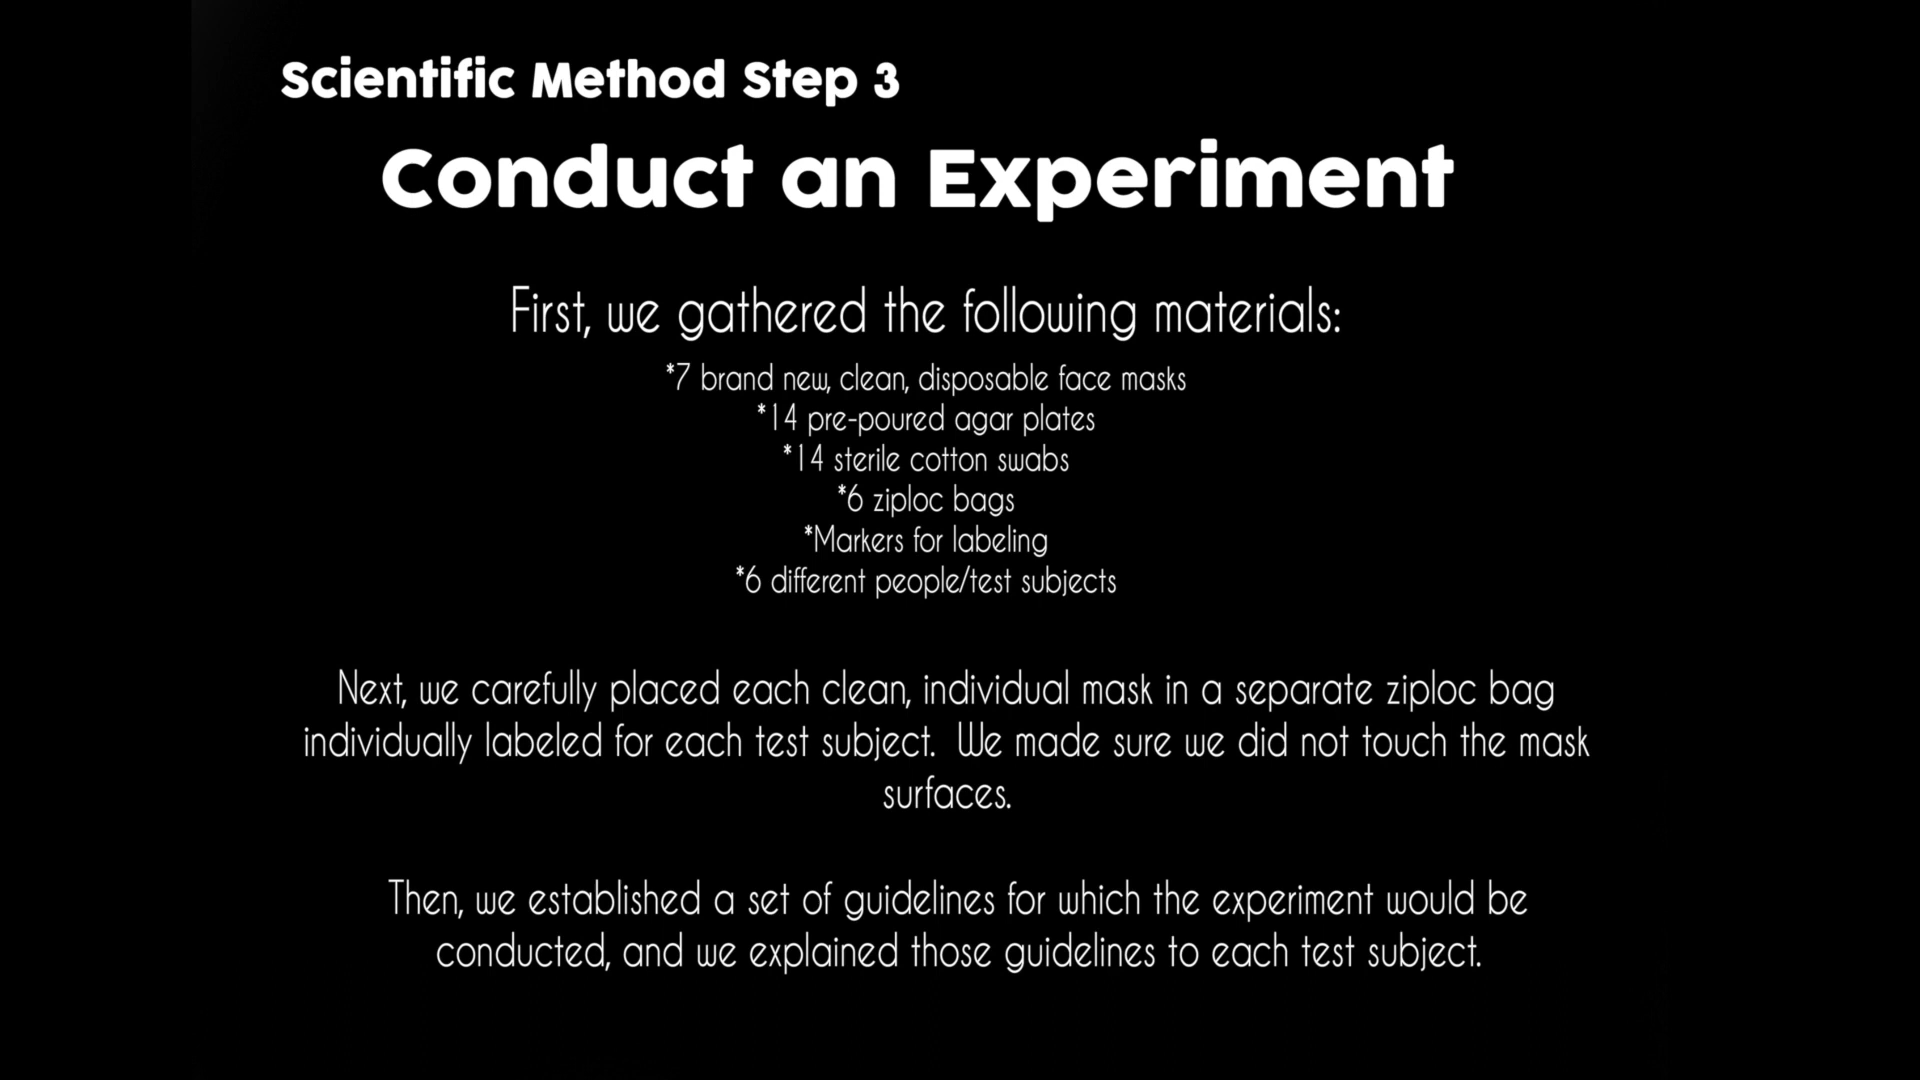 Scientific Method Step 3
Conduct an Experiment
First, we gathered the following materials:
*7 brand new, clean, disposable face masks
*14 pre-poured agar plates
*14 sterile cotton swabs
*6 ziploc bags
*Markers for labeling
*6 different people/test subjects
Next, we carefully placed each clean, individual mask in a separate ziploc bag
individually labeled for each test subject.  We made sure we did not touch the mask
surfaces.
Then, we established a set of guidelines for which the experiment would be
conducted, and we explained those guidelines to each test subject.